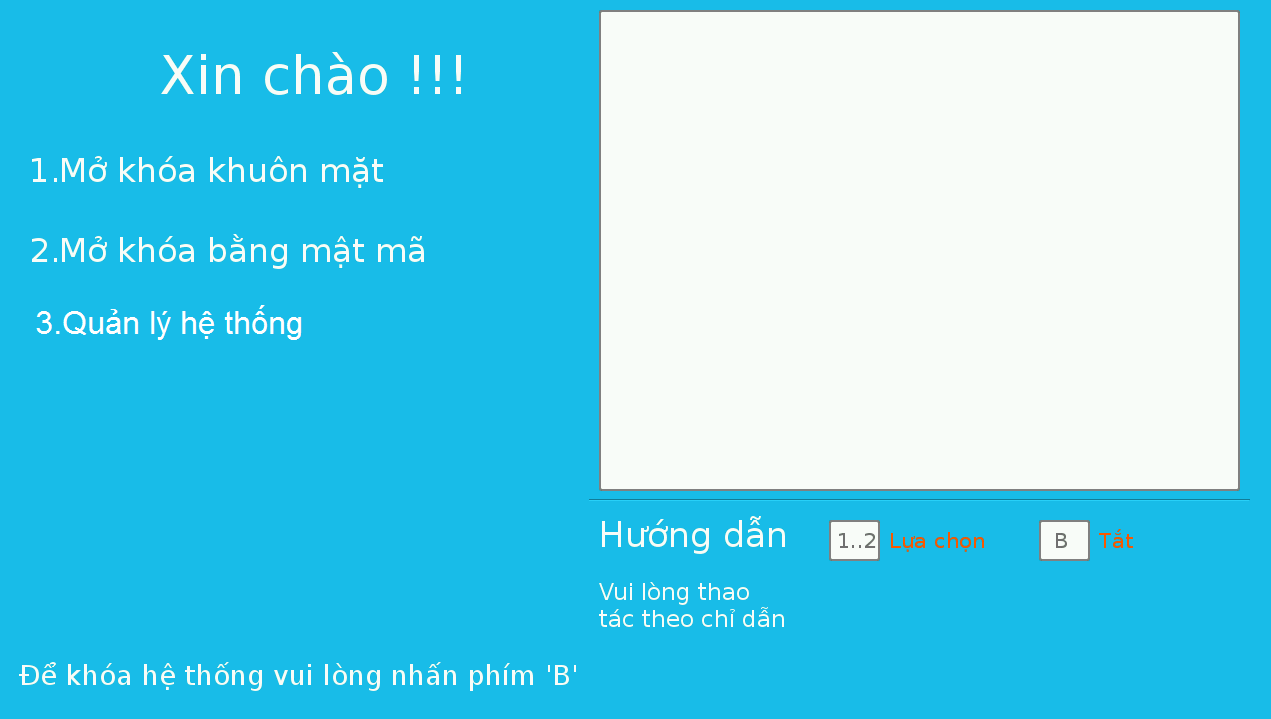 Xin chào !!!
1.Mở khóa khuôn mặt
2.Mở khóa bằng mật mã
3.Quản lý hệ thống
Hướng dẫn
1..2 Lựa chọn
B Tắt
Vui lòng thao
tác theo chỉ dẫn
Để khóa hệ thống vui lòng nhấn phím 'B'